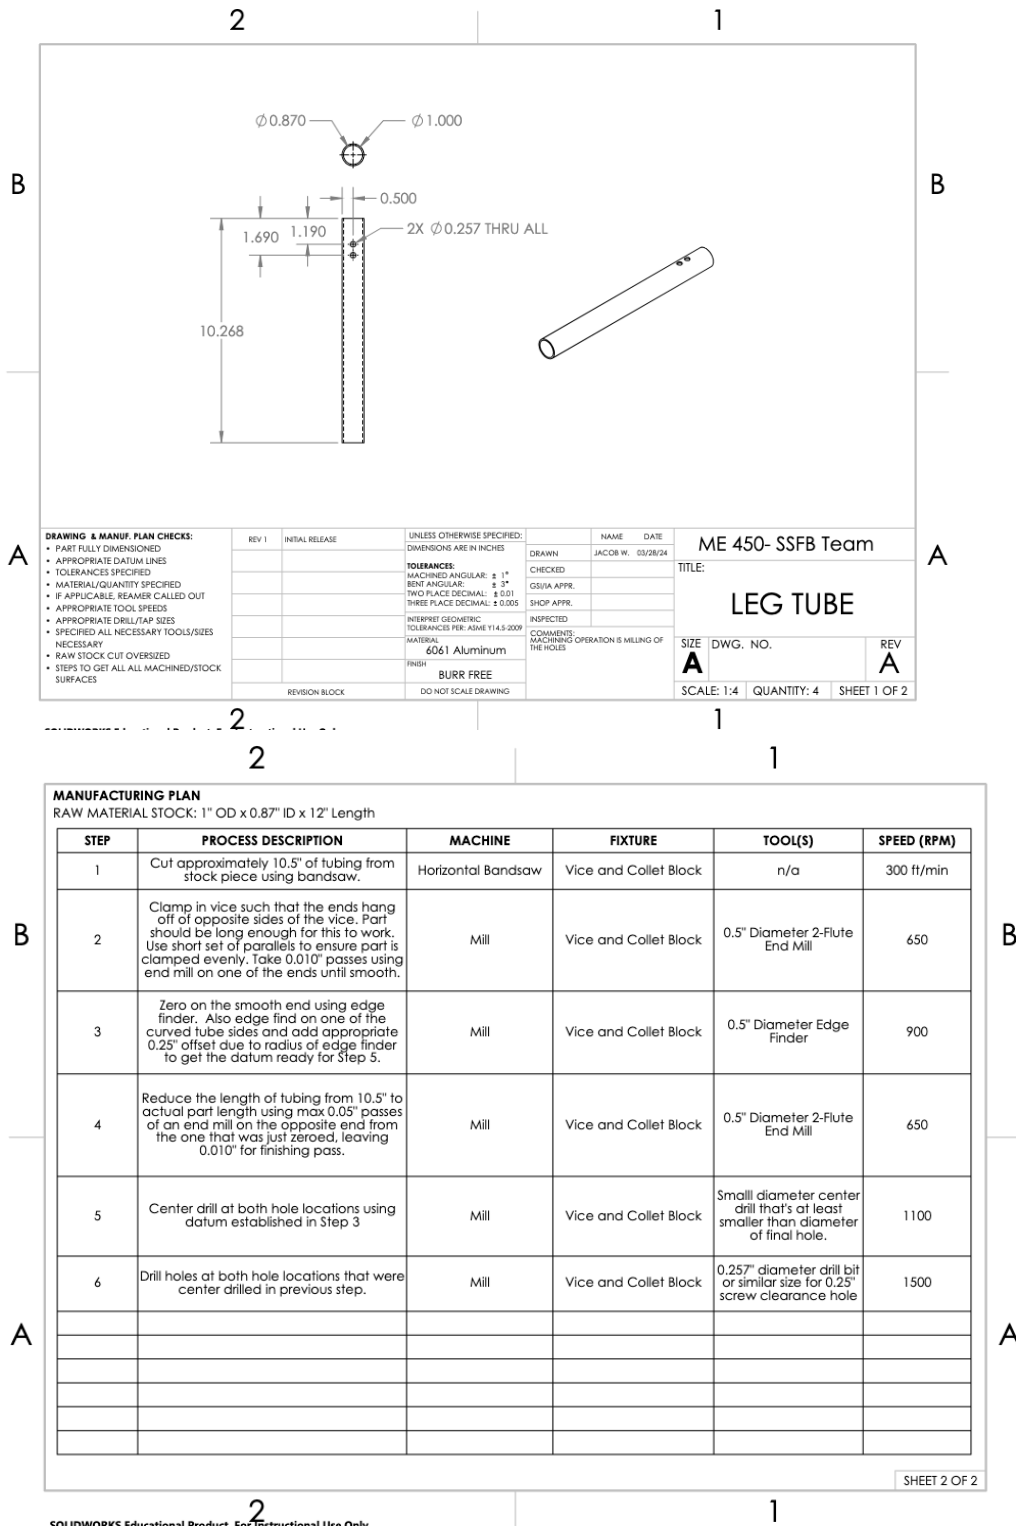 2
1
B
B
Ø0.870
Ø1.000
0.500
1.690
1.190
2X Ø0.257 THRU ALL
10.268
A
A
DRAWING & MANUF. PLAN CHECKS:
• PART FULLY DIMENSIONED
• APPROPRIATE DATUM LINES
• TOLERANCES SPECIFIED
• MATERIAL/QUANTITY SPECIFIED
• IF APPLICABLE, REAMER CALLED OUT
• APPROPRIATE TOOL SPEEDS
• APPROPRIATE DRILL/TAP SIZES
• SPECIFIED ALL NECESSARY TOOLS/SIZES
NECESSARY
• RAW STOCK CUT OVERSIZED
• STEPS TO GET ALL ALL MACHINED/STOCK
SURFACES
REV 1
INITIAL RELEASE
REVISION BLOCK
UNLESS OTHERWISE SPECIFIED:
DIMENSIONS ARE IN INCHES
TOLERANCES:
MACHINED ANGULAR: ± 1°
BENT ANGULAR: ± 3°
TWO PLACE DECIMAL: ± 0.01
THREE PLACE DECIMAL: ± 0.005
INTERPRET GEOMETRIC
TOLERANCES PER: ASME Y14.5-2009
MATERIAL
6061 Aluminum
FINISH
BURR FREE
DO NOT SCALE DRAWING
NAME DATE
DRAWN JACOB W. 03/28/24
CHECKED
GSI/IA APPR.
SHOP APPR.
INSPECTED
COMMENTS:
MACHINING OPERATION IS MILLING OF
THE HOLES
ME 450- SSFB Team
TITLE:
LEG TUBE
SIZE
A
DWG. NO.
REV
A
SCALE: 1:4
QUANTITY: 4
SHEET 1 OF 2
2
1
2
1
MANUFACTURING PLAN
RAW MATERIAL STOCK: 1" OD x 0.87" ID x 12" Length
STEP PROCESS DESCRIPTION MACHINE FIXTURE TOOL(S) SPEED (RPM)
1
Cut approximately 10.5" of tubing from
stock piece using bandsaw.
Horizontal Bandsaw
Vice and Collet Block
n/a
300 ft/min
B
B
2
Clamp in vice such that the ends hang
off of opposite sides of the vice. Part
should be long enough for this to work.
Use short set of parallels to ensure part is
clamped evenly. Take 0.010" passes using
end mill on one of the ends until smooth.
Mill
Vice and Collet Block
0.5" Diameter 2-Flute
End Mill
650
3
Zero on the smooth end using edge
finder. Also edge find on one of the
curved tube sides and add appropriate
0.25" offset due to radius of edge finder
to get the datum ready for Step 5.
Mill
Vice and Collet Block
0.5" Diameter Edge
Finder
900
4
Reduce the length of tubing from 10.5" to
actual part length using max 0.05" passes
of an end mill on the opposite end from
the one that was just zeroed, leaving
0.010" for finishing pass.
Mill
Vice and Collet Block
0.5" Diameter 2-Flute
End Mill
650
5
Center drill at both hole locations using
datum established in Step 3
Mill
Vice and Collet Block
Smalll diameter center
drill that's at least
smaller than diameter
of final hole.
1100
6
Drill holes at both hole locations that were
center drilled in previous step.
Mill
Vice and Collet Block
0.257" diameter drill bit
or similar size for 0.25"
screw clearance hole
1500
A
A
SHEET 2 OF 2
2
1
SOLIDWORKS Educational Product. For Instructional Use Only.